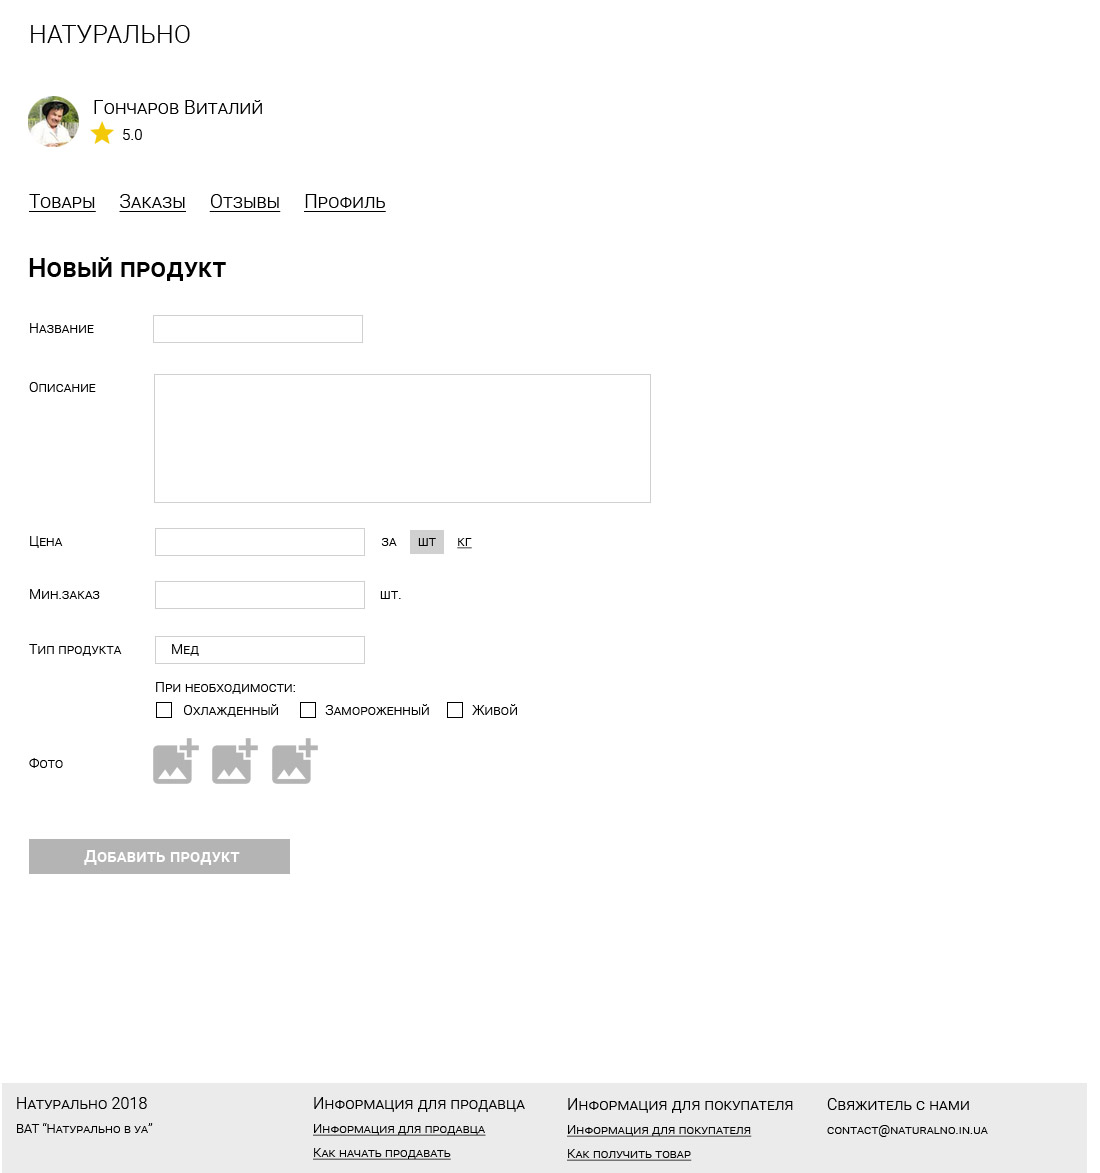 НАТУРАЛЬНО
Гончаров Виталий
5.0
Товары Заказы Отзывы Профиль
Новый продукт
Название
Описание
Цена за шт кг
Мин.заказ шт.
Тип продукта Мед
При необходимости:
Охлажденный Замороженный Живой
Фото
Добавить продукт
Натурально 2018 Информация для продавца Информация для покупателя Свяжитель с нами
ВАТ “Натурально в уа” Информация для продавца Информация для покупателя contact@naturalno.in.ua
Как начать продавать Как получить товар